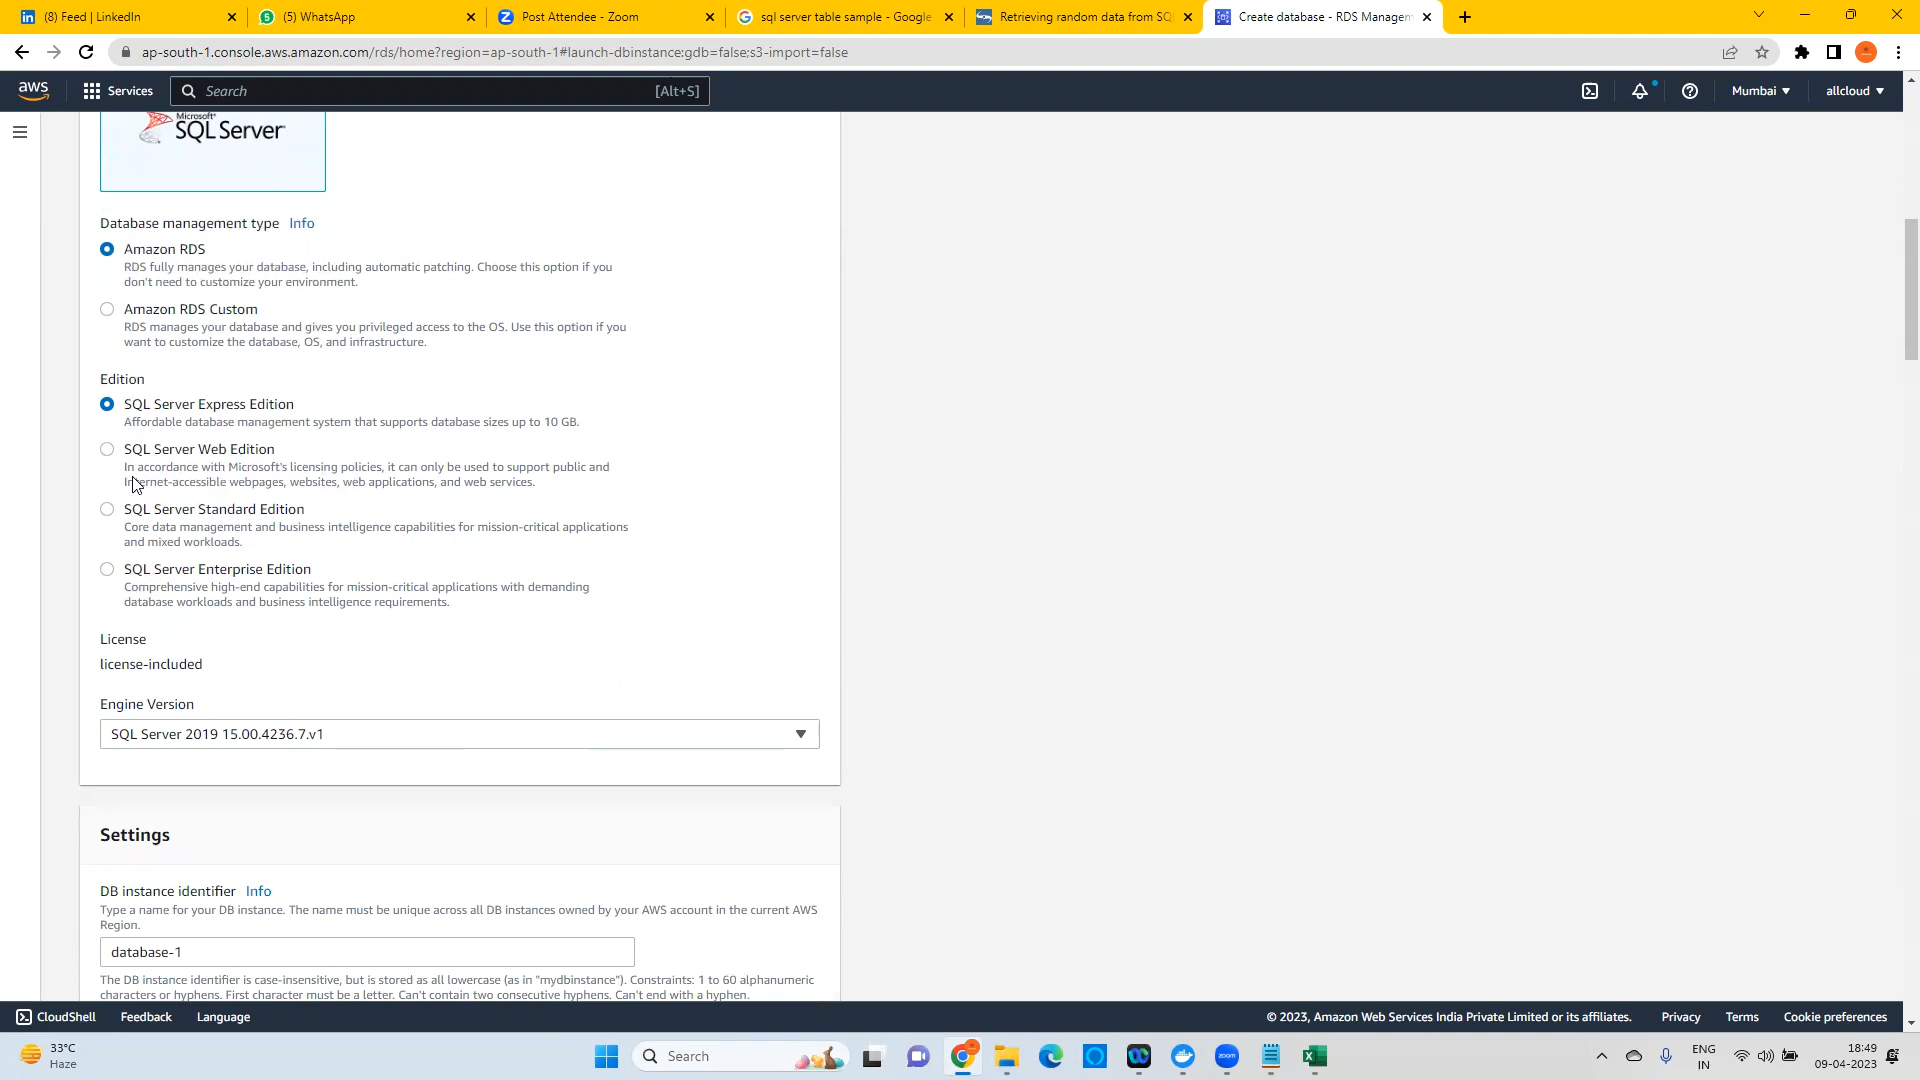 (8) Feed | LinkedIn
(5) WhatsApp
Post Attendee - Zoom
sql server table sample - Google
Retrieving random data from SQ
Create database - RDS Managem
ap-south-1.console.aws.amazon.com/rds/home?region=ap-south-1#launch-dbinstance:gdb=false;s3-import=false
aws
Services
Search
[Alt+S]
Mumbai
allcloud
Microsoft
SQL Server
Database management type Info
Amazon RDS
RDS fully manages your database, including automatic patching. Choose this option if you
don't need to customize your environment.
Amazon RDS Custom
RDS manages your database and gives you privileged access to the OS. Use this option if you
want to customize the database, OS, and infrastructure.
Edition
SQL Server Express Edition
Affordable database management system that supports database sizes up to 10 GB.
SQL Server Web Edition
In accordance with Microsoft's licensing policies, it can only be used to support public and
Internet-accessible webpages, websites, web applications, and web services.
SQL Server Standard Edition
Core data management and business intelligence capabilities for mission-critical applications
and mixed workloads.
SQL Server Enterprise Edition
Comprehensive high-end capabilities for mission-critical applications with demanding
database workloads and business intelligence requirements.
License
license-included
Engine Version
SQL Server 2019 15.00.4236.7.v1
Settings
DB instance identifier Info
Type a name for your DB instance. The name must be unique across all DB instances owned by your AWS account in the current AWS
Region.
database-1
The DB instance identifier is case-insensitive, but is stored as all lowercase (as in "mydbinstance"). Constraints: 1 to 60 alphanumeric
characters or hyphens. First character must be a letter. Can't contain two consecutive hyphens. Can't end with a hyphen.
CloudShell
Feedback
Language
© 2023, Amazon Web Services India Private Limited or its affiliates.
Privacy
Terms
Cookie preferences
33°C
Haze
Search
zoom
ENG
IN
18:49
09-04-2023